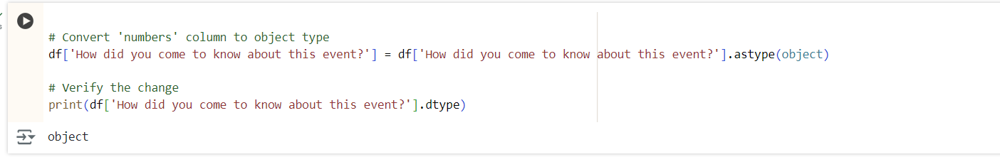 # Convert 'numbers' column to object type
df['How did you come to know about this event?'] = df['How did you come to know about this event?'].astype(object)
# Verify the change
print(df['How did you come to know about this event?'].dtype)
object